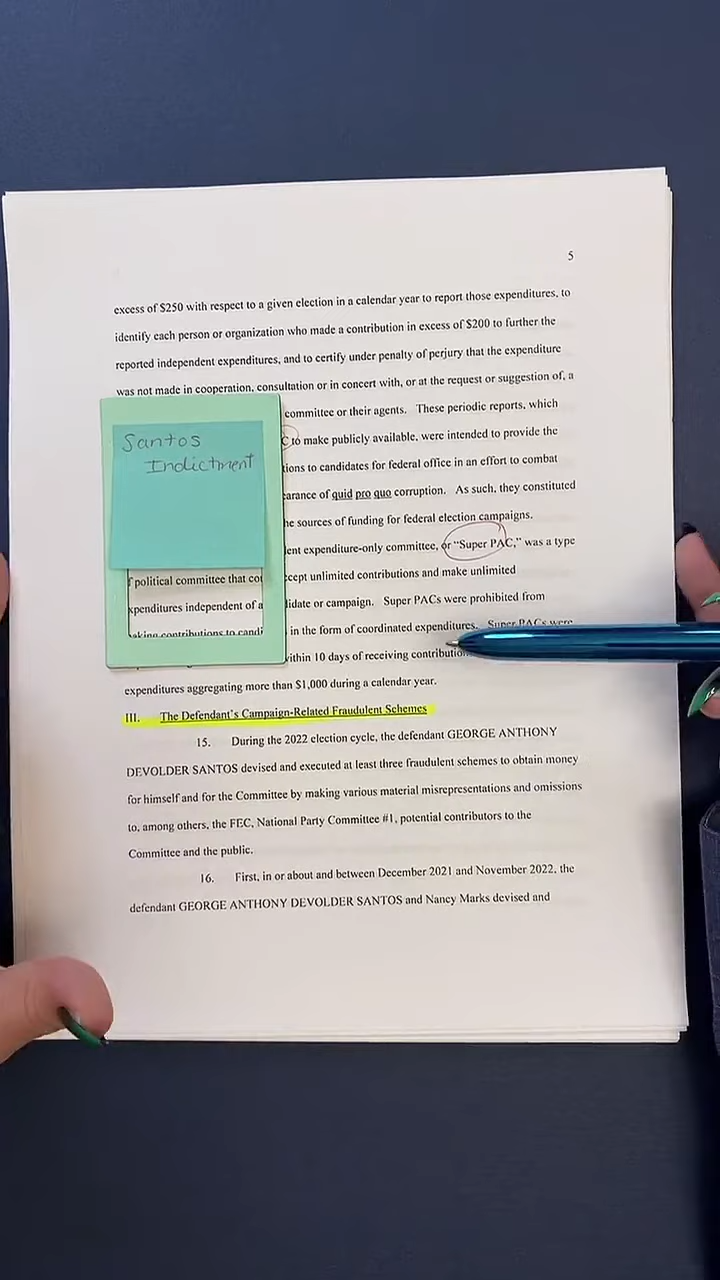 5
excess of $250 with respect to a given election in a calendar year to report those expenditures, to
identify each person or organization who made a contribution in excess of $200 to further the
reported independent expenditures, and to certify under penalty of perjury that the expenditure
was not made in cooperation, consultation or in concert with, or at the request or suggestion of, a
committee or their agents. These periodic reports, which
Santos
Indictment
C to make publicly available, were intended to provide the
tions to candidates for federal office in an effort to combat
earance of quid pro quo corruption. As such, they constituted
he sources of funding for federal election campaigns.
ent expenditure-only committee, or "Super PAC," was a type
f political committee that cou ccept unlimited contributions and make unlimited
xpenditures independent of a lidate or campaign. Super PACs were prohibited from
aking contributions to candi s in the form of coordinated expenditures. Super PACs were
ithin 10 days of receiving contribution
expenditures aggregating more than $1,000 during a calendar year.
III. The Defendant's Campaign-Related Fraudulent Schemes
15. During the 2022 election cycle, the defendant GEORGE ANTHONY
DEVOLDER SANTOS devised and executed at least three fraudulent schemes to obtain money
for himself and for the Committee by making various material misrepresentations and omissions
to, among others, the FEC, National Party Committee #1, potential contributors to the
Committee and the public.
16. First, in or about and between December 2021 and November 2022, the
defendant GEORGE ANTHONY DEVOLDER SANTOS and Nancy Marks devised and